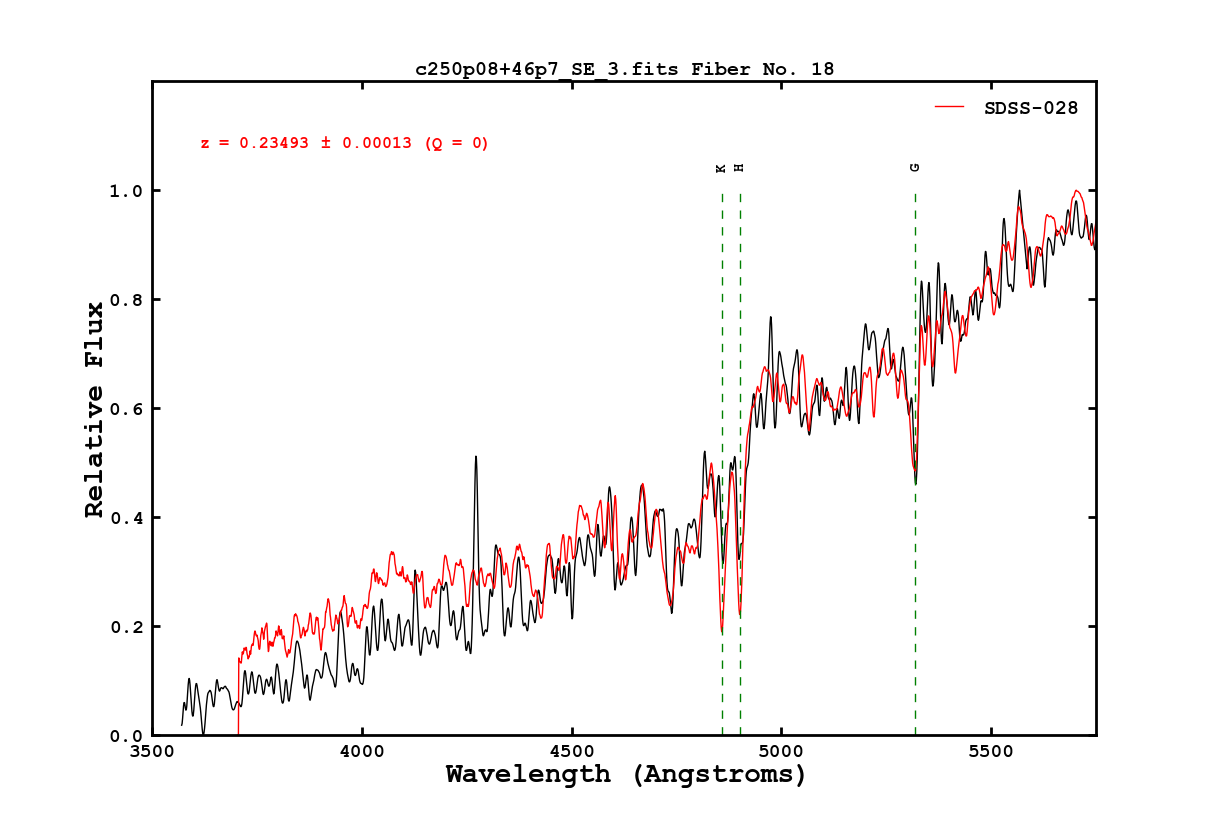 c250p08+46p7_SE_3.fits Fiber No. 18
SDSS-028
z = 0.23493 ± 0.00013 (Q = 0)
K H G
1.0
0.8
0.6
0.4
0.2
0.0
Relative Flux
3500 4000 4500 5000 5500
Wavelength (Angstroms)